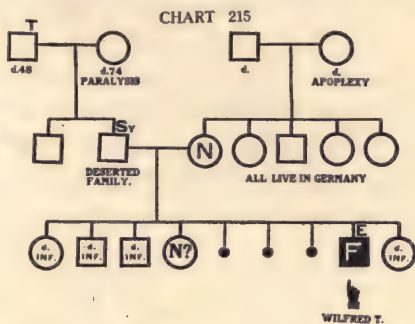 CHART 215
T
d.48
d.74
PARALYSIS
d.
d.
APOPLEXY
Sy
N
DESERTED
FAMILY.
ALL LIVE IN GERMANY
d.
INF.
d.
INF.
d.
INF.
N?
E
F
d.
INF.
WILFRED T.